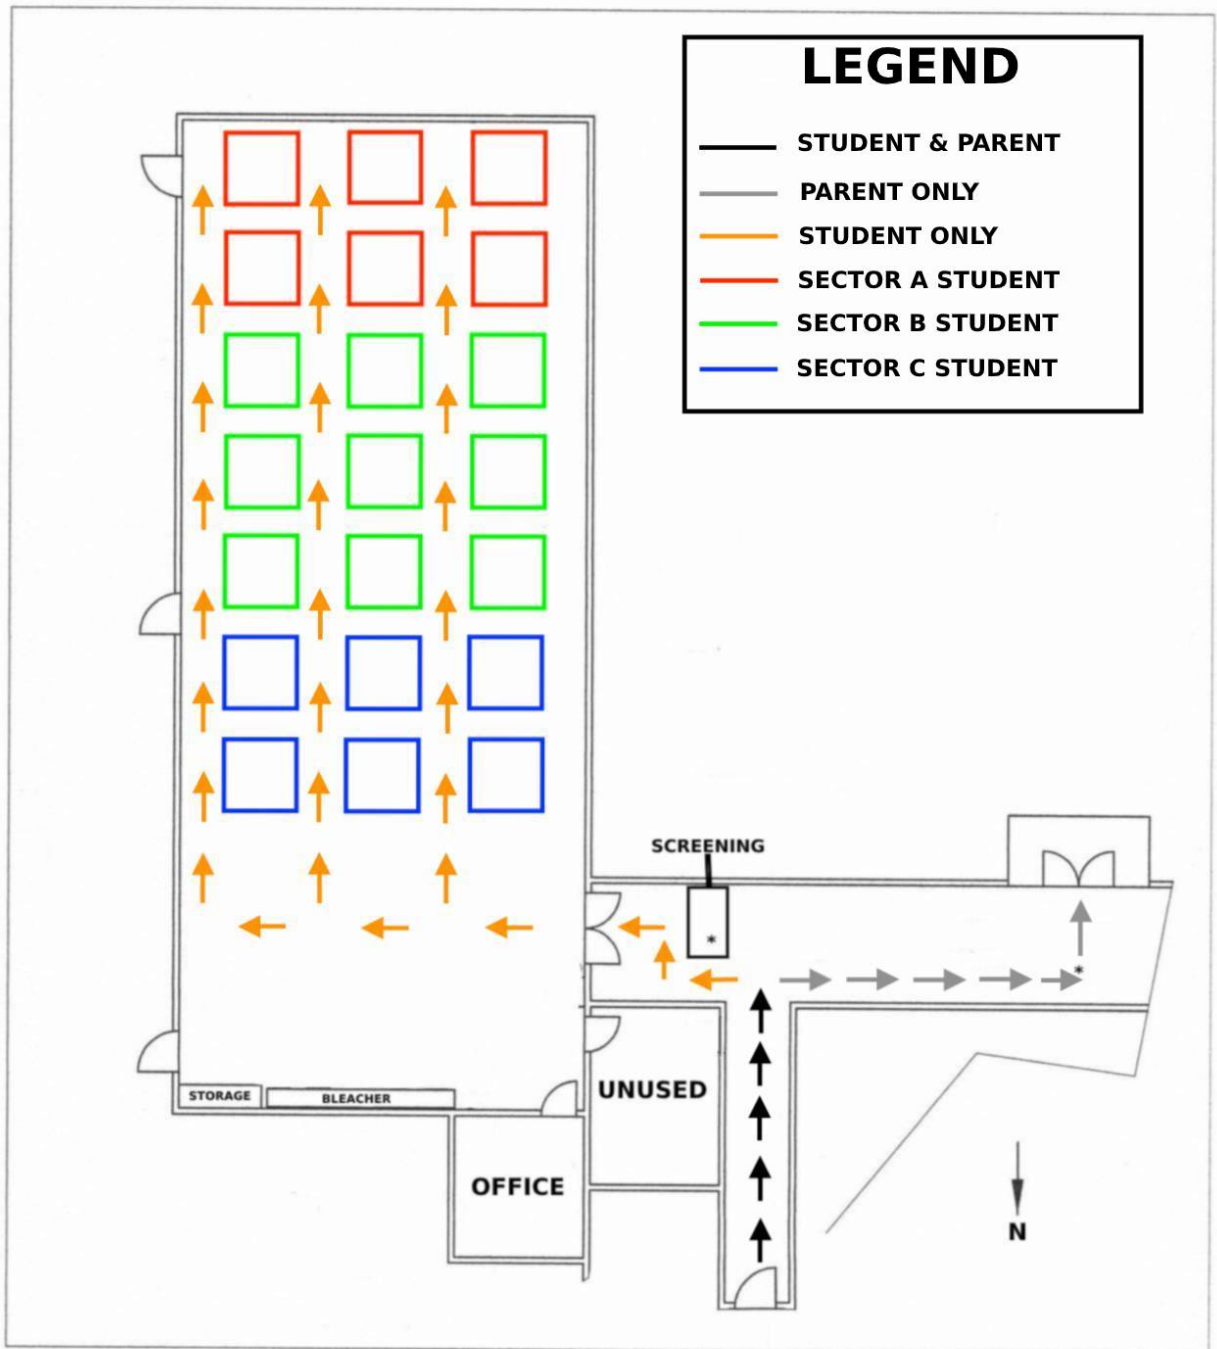 LEGEND
STUDENT & PARENT
PARENT ONLY
STUDENT ONLY
SECTOR A STUDENT
SECTOR B STUDENT
SECTOR C STUDENT
SCREENING
*
*
STORAGE
BLEACHER
UNUSED
OFFICE
N